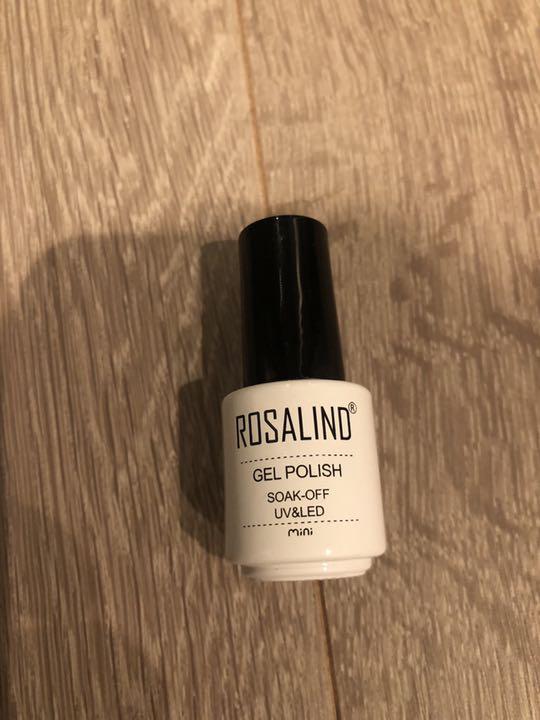 ROSALIND®
GEL POLISH
SOAK-OFF
UV&LED
mini